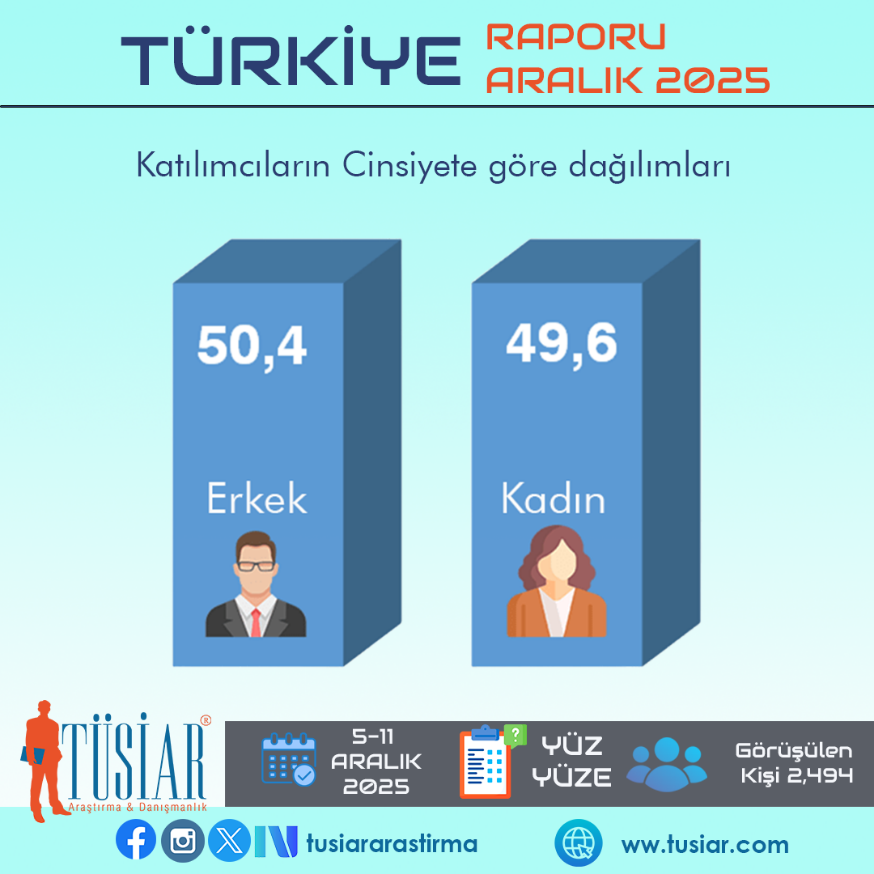 TÜRKİYE
RAPORU
ARALIK 2025
Katılımcıların Cinsiyete göre dağılımları
50,4
49,6
Erkek
Kadın
TÜSİAR®
Araştırma & Danışmanlık
5-11
ARALIK
2025
?
YÜZ
YÜZE
Görüşülen
Kişi 2,494
tusiararastirma
ww.tusiar.com